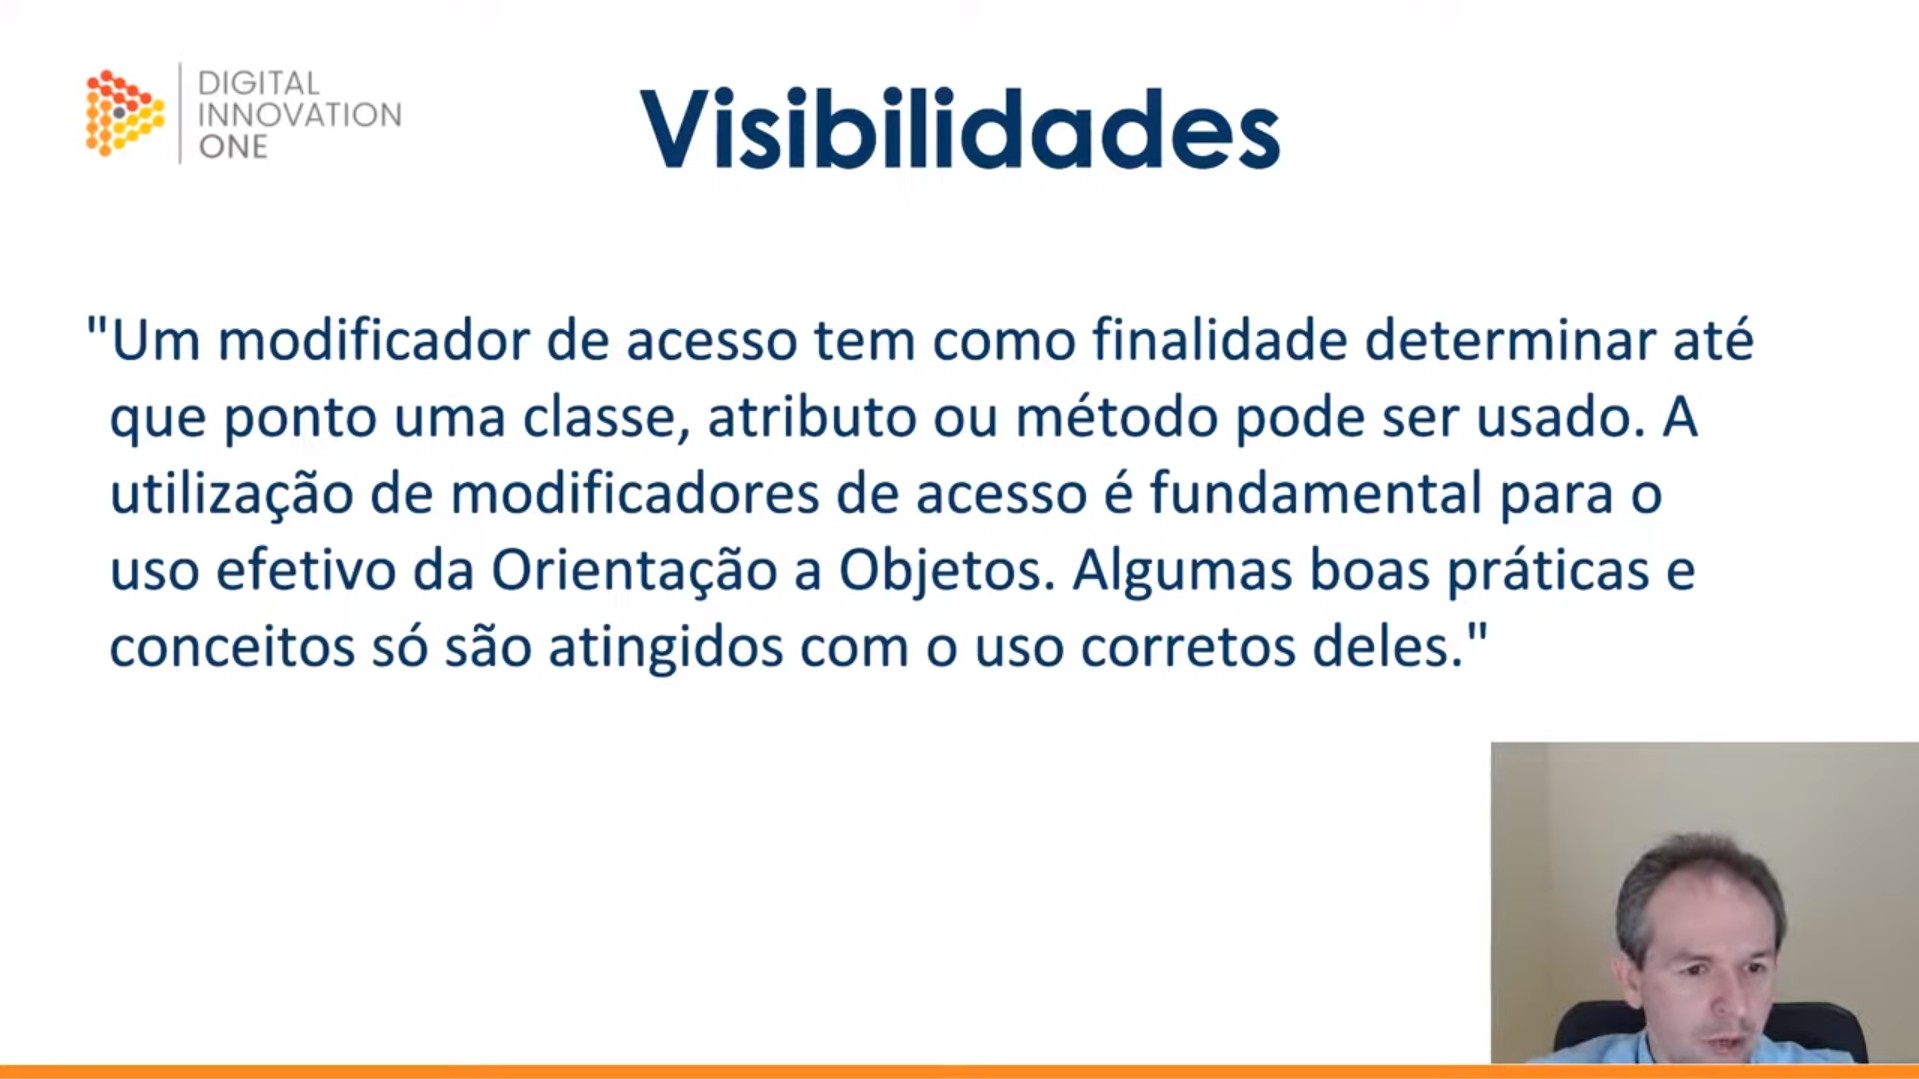 DIGITAL
INNOVATION
ONE
Visibilidades
"Um modificador de acesso tem como finalidade determinar até
que ponto uma classe, atributo ou método pode ser usado. A
utilização de modificadores de acesso é fundamental para o
uso efetivo da Orientação a Objetos. Algumas boas práticas e
conceitos só são atingidos com o uso corretos deles."